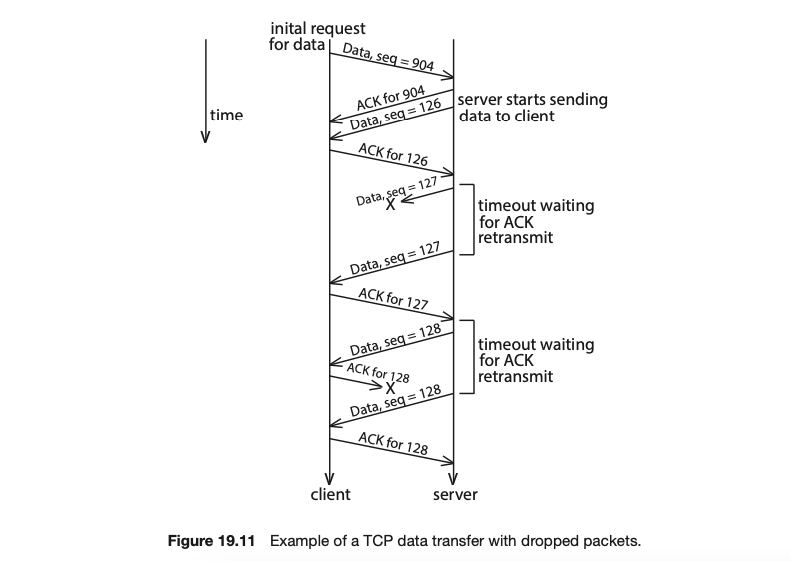 inital request
for data
Data, seq = 904
time
ACK for 904
server starts sending
Data, seq = 126
data to client
ACK for 126
Data, seq = 127
X
timeout waiting
for ACK
retransmit
Data, seq = 127
ACK for 127
Data, seq = 128
timeout waiting
for ACK
retransmit
ACK for 128
X
Data, seq = 128
ACK for 128
client
server
Figure 19.11 Example of a TCP data transfer with dropped packets.